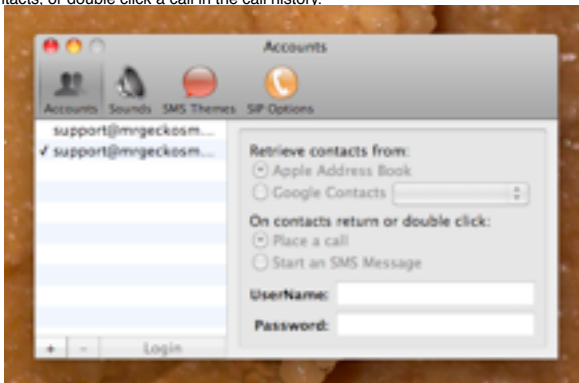 contacts, or double click a call in the call history.
Accounts
Accounts Sounds SMS Themes SIP Options
support@mrgeckosm...
✓ support@mrgeckosm...
Retrieve contacts from:
Apple Address Book
Google Contacts
On contacts return or double click:
Place a call
Start an SMS Message
UserName:
Password:
+ - Login